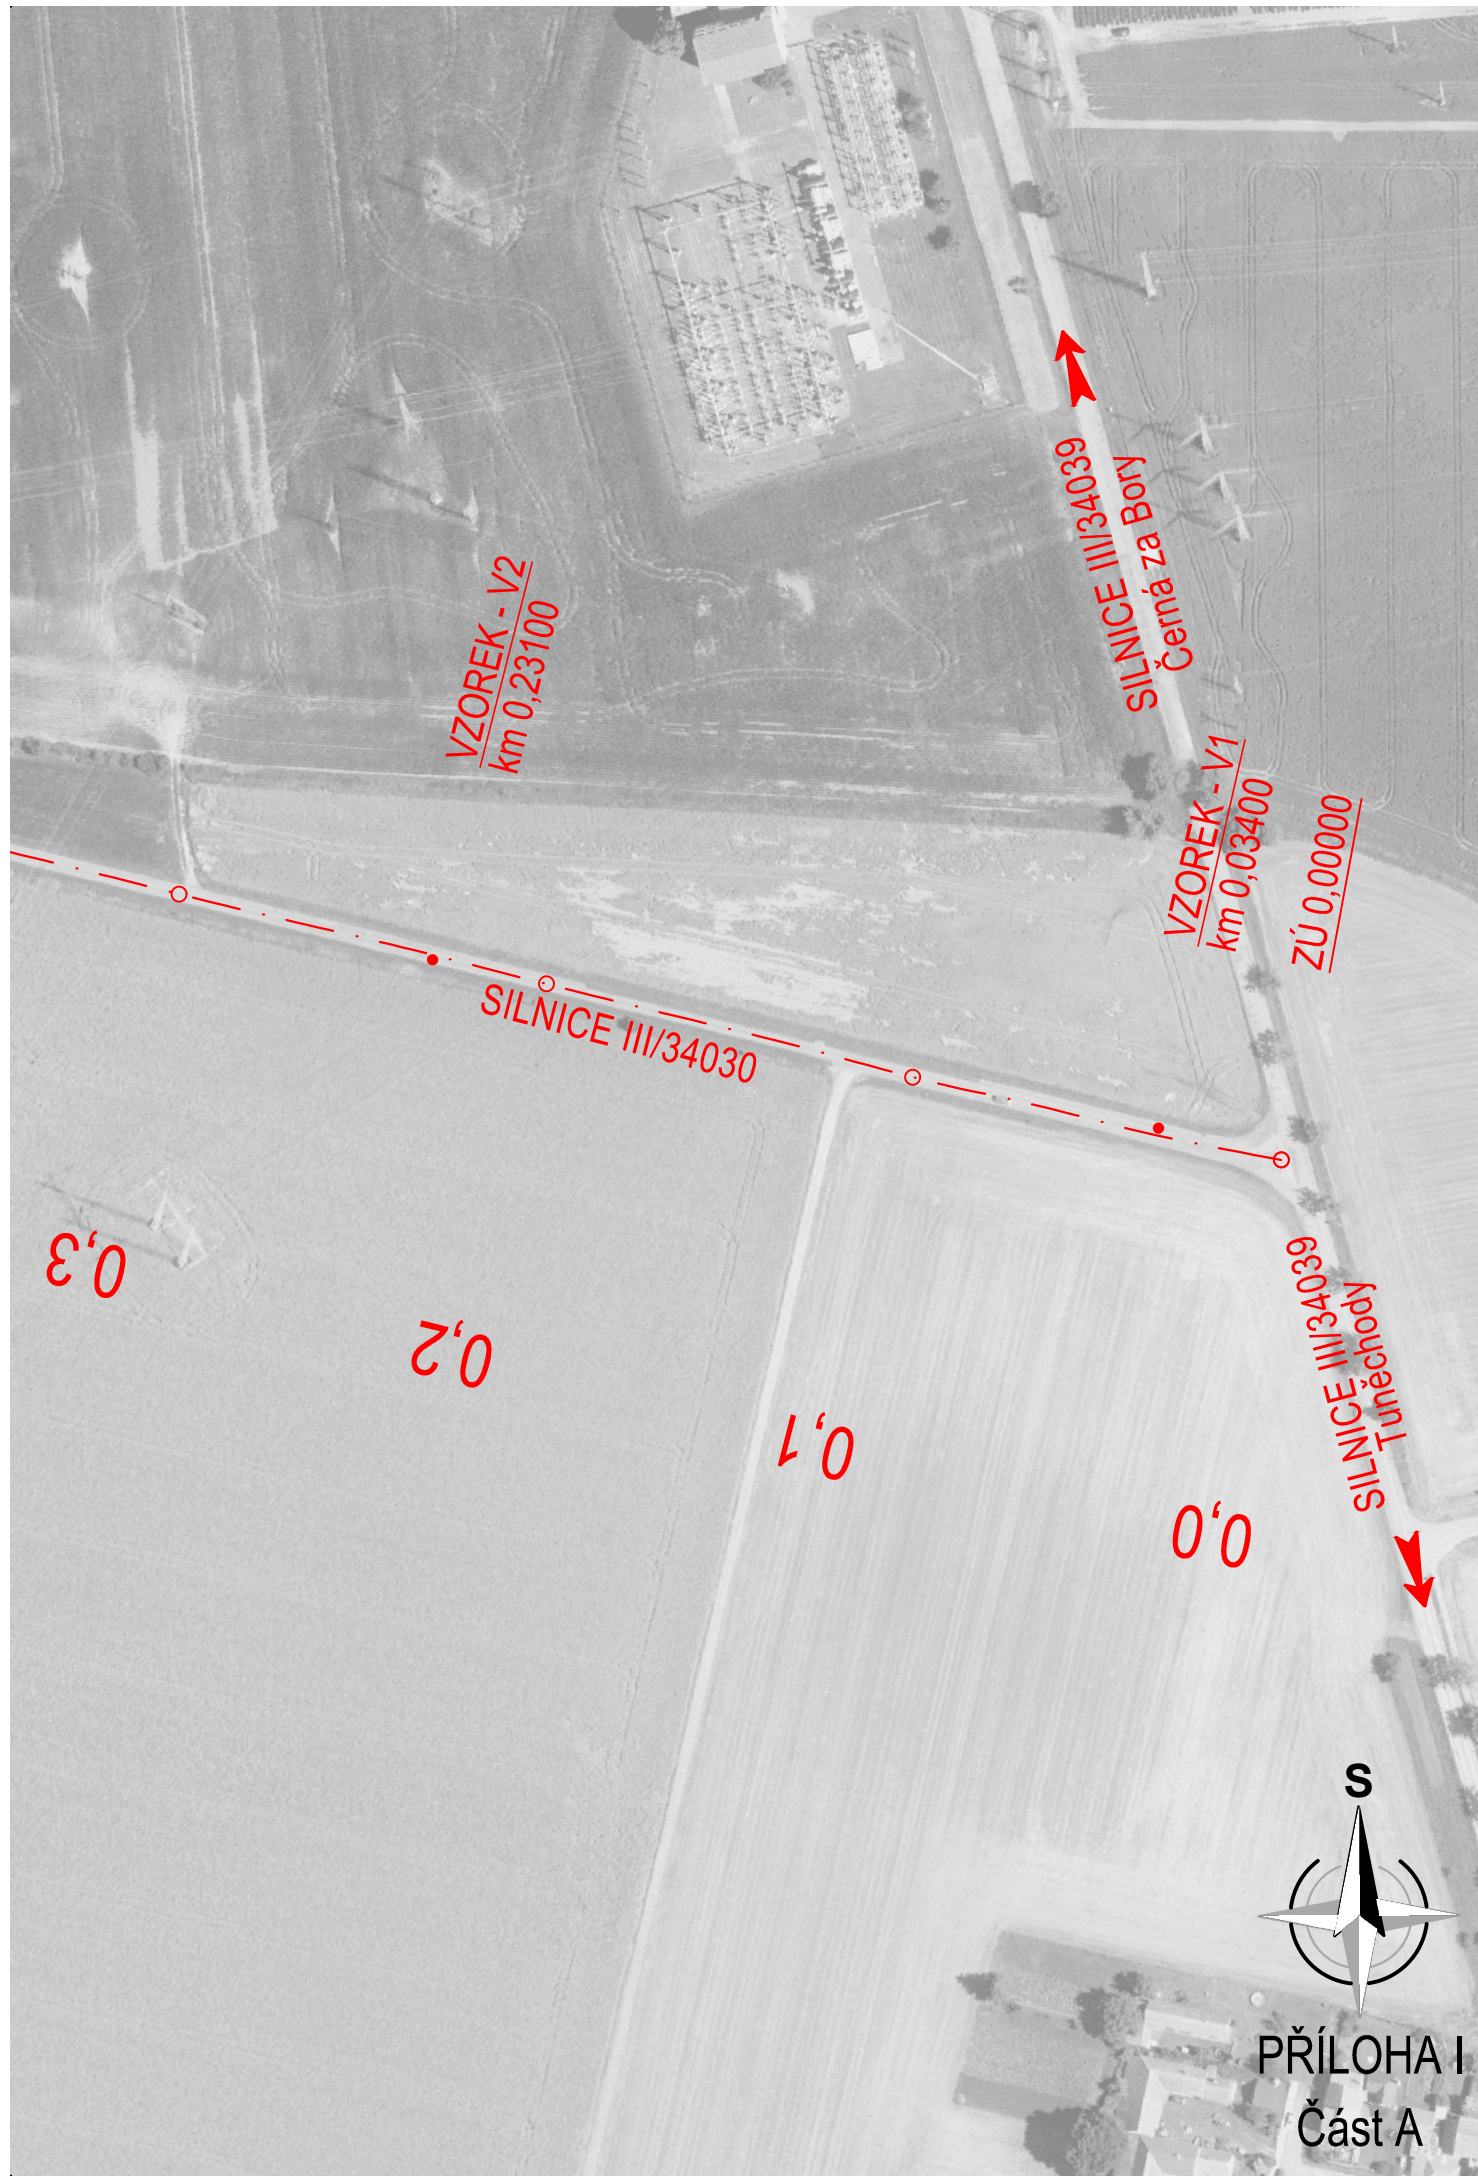 SILNICE III/34039
Černá za Bory
VZOREK - V2
km 0,23100
VZOREK - V1
km 0,03400
ZÚ 0,00000
SILNICE III/34030
0,3
0,2
0,1
0,0
SILNICE III/34039
Tuněchody
S
PŘÍLOHA I
Část A